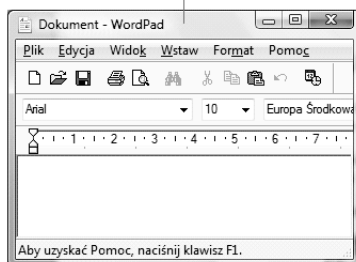 Dokument - WordPad
Plik Edycja Widok Wstaw Format Pomoc
Arial 10 Europa Środkowa
1 2 3 4 5 6 7
Aby uzyskać Pomoc, naciśnij klawisz F1.